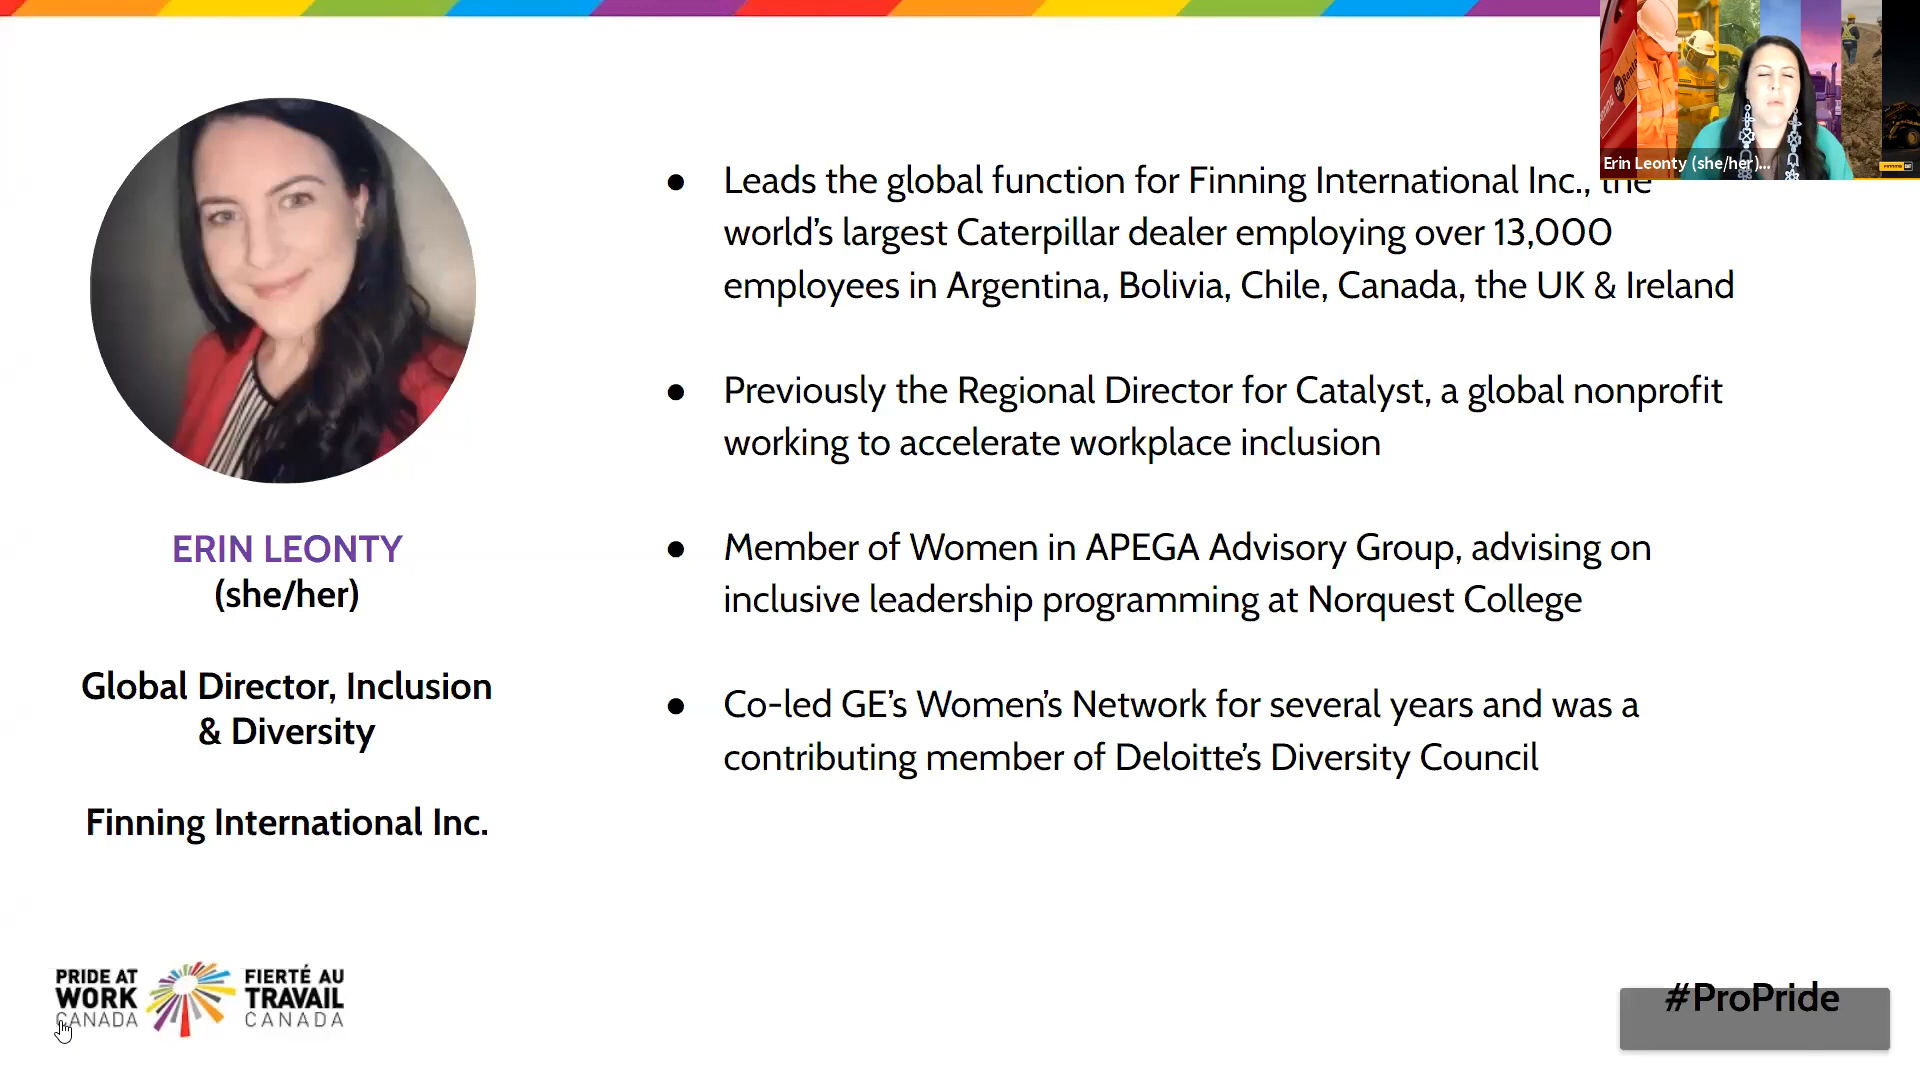 Erin Leonty (she/her)...
● Leads the global function for Finning International Inc., the
world’s largest Caterpillar dealer employing over 13,000
employees in Argentina, Bolivia, Chile, Canada, the UK & Ireland
● Previously the Regional Director for Catalyst, a global nonprofit
working to accelerate workplace inclusion
● Member of Women in APEGA Advisory Group, advising on
inclusive leadership programming at Norquest College
● Co-led GE’s Women’s Network for several years and was a
contributing member of Deloitte’s Diversity Council
ERIN LEONTY
(she/her)
Global Director, Inclusion
& Diversity
Finning International Inc.
PRIDE AT
WORK
CANADA
FIERTÉ AU
TRAVAIL
CANADA
#ProPride